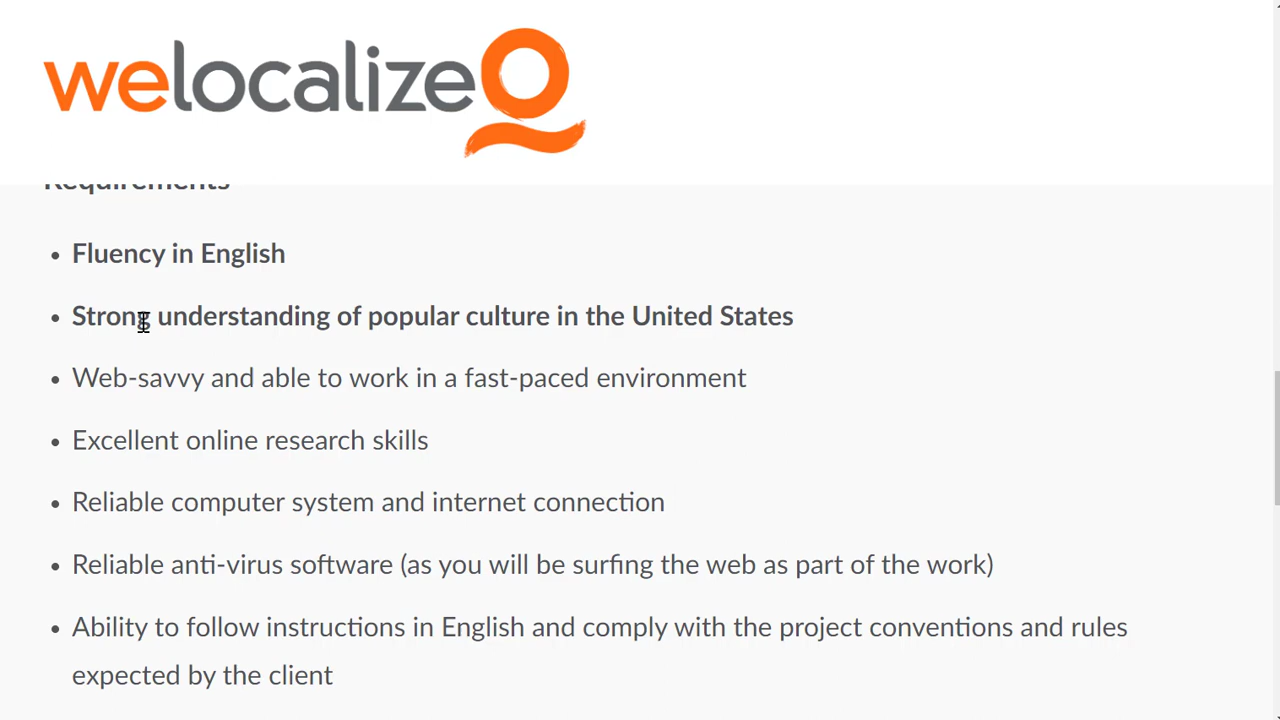 welocalize
Requirements
• Fluency in English
• Strong understanding of popular culture in the United States
• Web-savvy and able to work in a fast-paced environment
• Excellent online research skills
• Reliable computer system and internet connection
• Reliable anti-virus software (as you will be surfing the web as part of the work)
• Ability to follow instructions in English and comply with the project conventions and rules
expected by the client